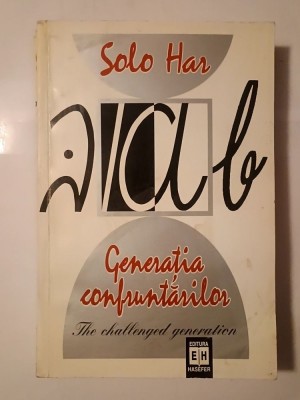 Solo Har
a b
Generația
confruntărilor
The challenged generation
EDITURA
E H
HASEFER